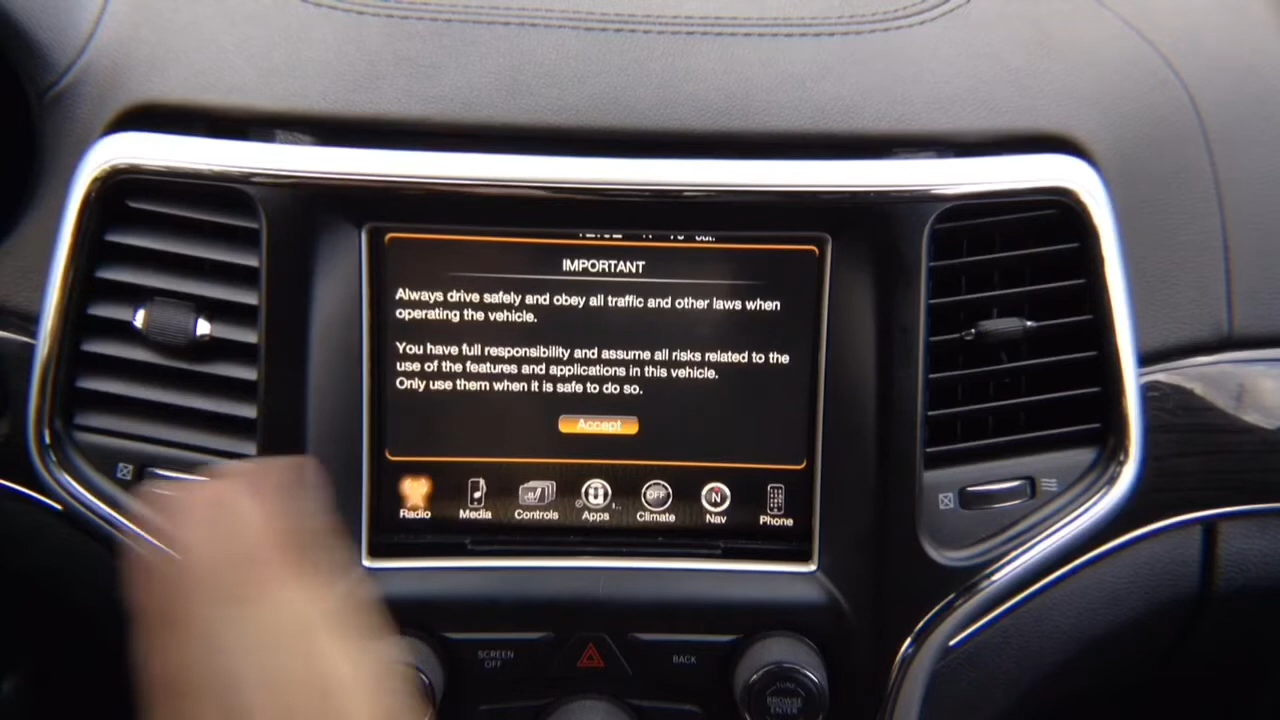 IMPORTANT
Always drive safely and obey all traffic and other laws when
operating the vehicle.
You have full responsibility and assume all risks related to the
use of the features and applications in this vehicle.
Only use them when it is safe to do so.
Accept
OFF
N
Radio
Media
Controls
Apps
Climate
Nav
Phone
SCREEN
OFF
BACK
TUNE
BROWSE
ENTER